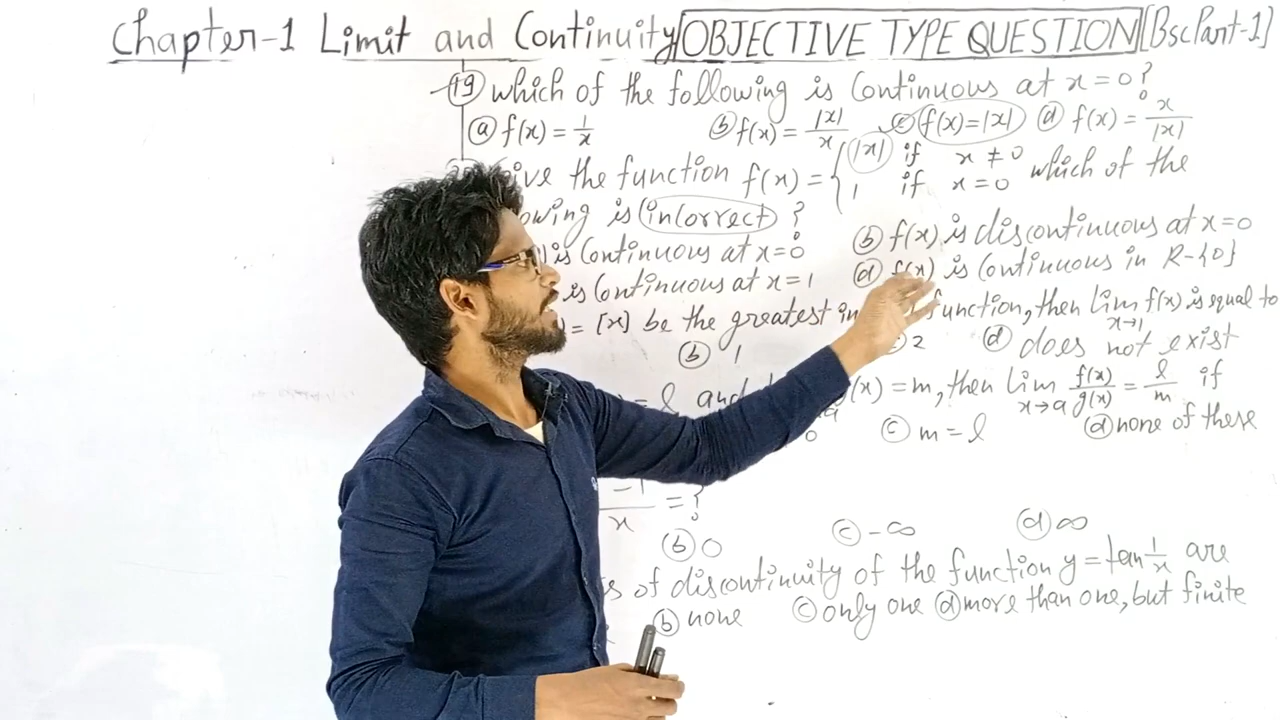 Chapter-1 Limit and Continuity OBJECTIVE TYPE QUESTION [BscPart-1]
19 which of the following is Continuous at x=0?
(a) f(x) = 1/x (b) f(x) = |x|/x (c) f(x)=|x| (d) f(x) = x/|x|
the function f(x) = { |x| if x ≠ 0 which of the
1 if x = 0
is incorrect ?
is Continuous at x=0 (b) f(x) is discontinuous at x=0
is Continuous at x=1 (d) f(x) is Continuous in R-{0}
= [x] be the greatest function, then lim x→1 f(x) is equal to
(b) 1 2 (d) does not exist
= l and (x) = m, then lim x→a f(x)/g(x) = l/m if
0 (c) m = l (d) none of these
-1/x = ?
(b) 0 (c) -∞ (d) ∞
of discontinuity of the function y = tan 1/x are
(b) none (c) only one (d) more than one, but finite